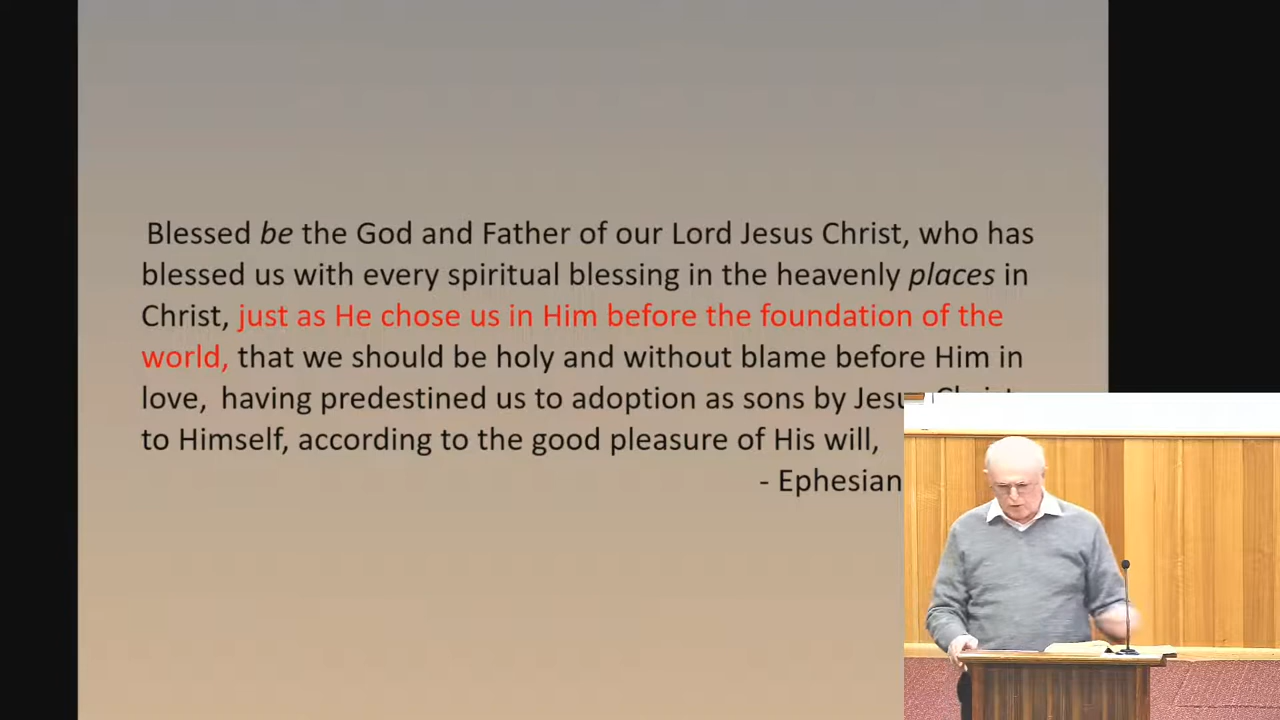 Blessed be the God and Father of our Lord Jesus Christ, who has
blessed us with every spiritual blessing in the heavenly places in
Christ, just as He chose us in Him before the foundation of the
world, that we should be holy and without blame before Him in
love, having predestined us to adoption as sons by Jesus Christ
to Himself, according to the good pleasure of His will,
- Ephesian